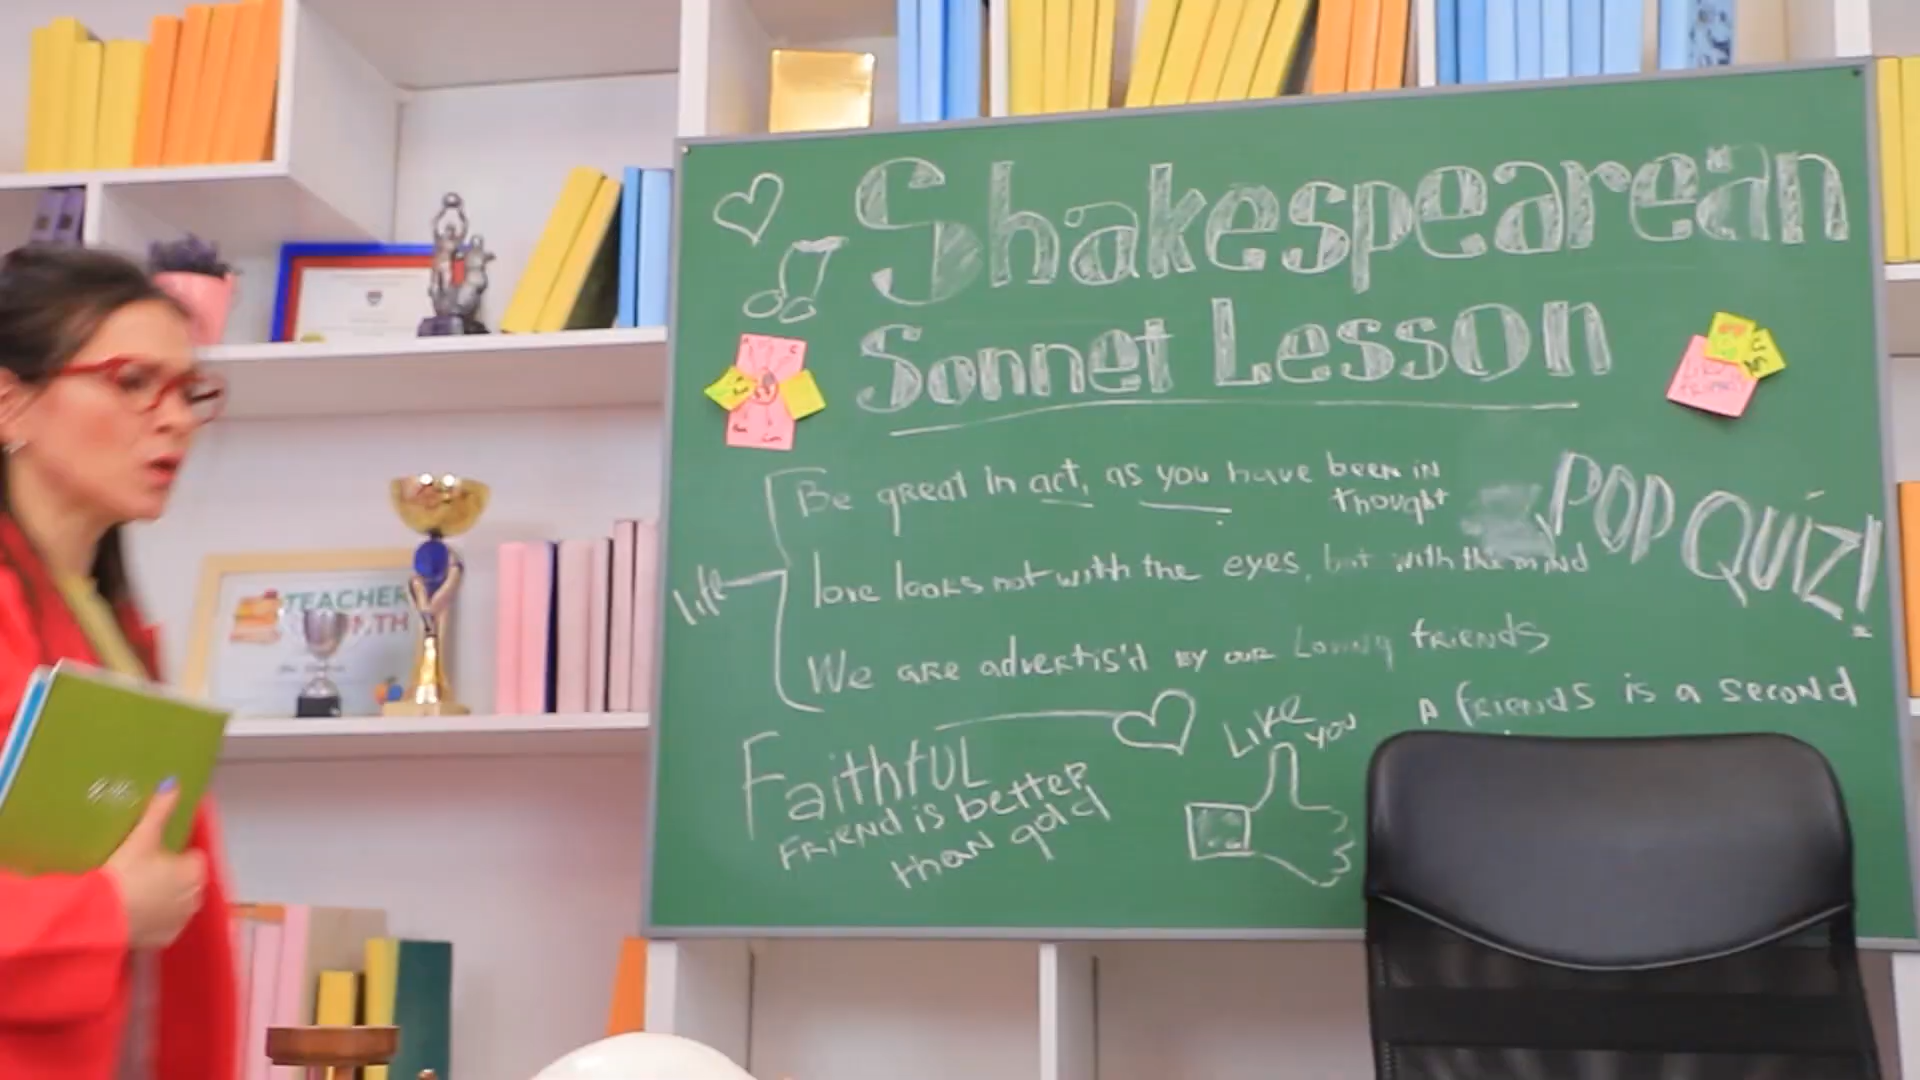 Shakespearean
Sonnet Lesson
Be great in act, as you have been in
thought
POP QUIZ!
life
love looks not with the eyes, but with the mind
We are advertis'd by our Loving friends
A friends is a second
Faithful
Friend is better
than gold
Like
you
TEACHER